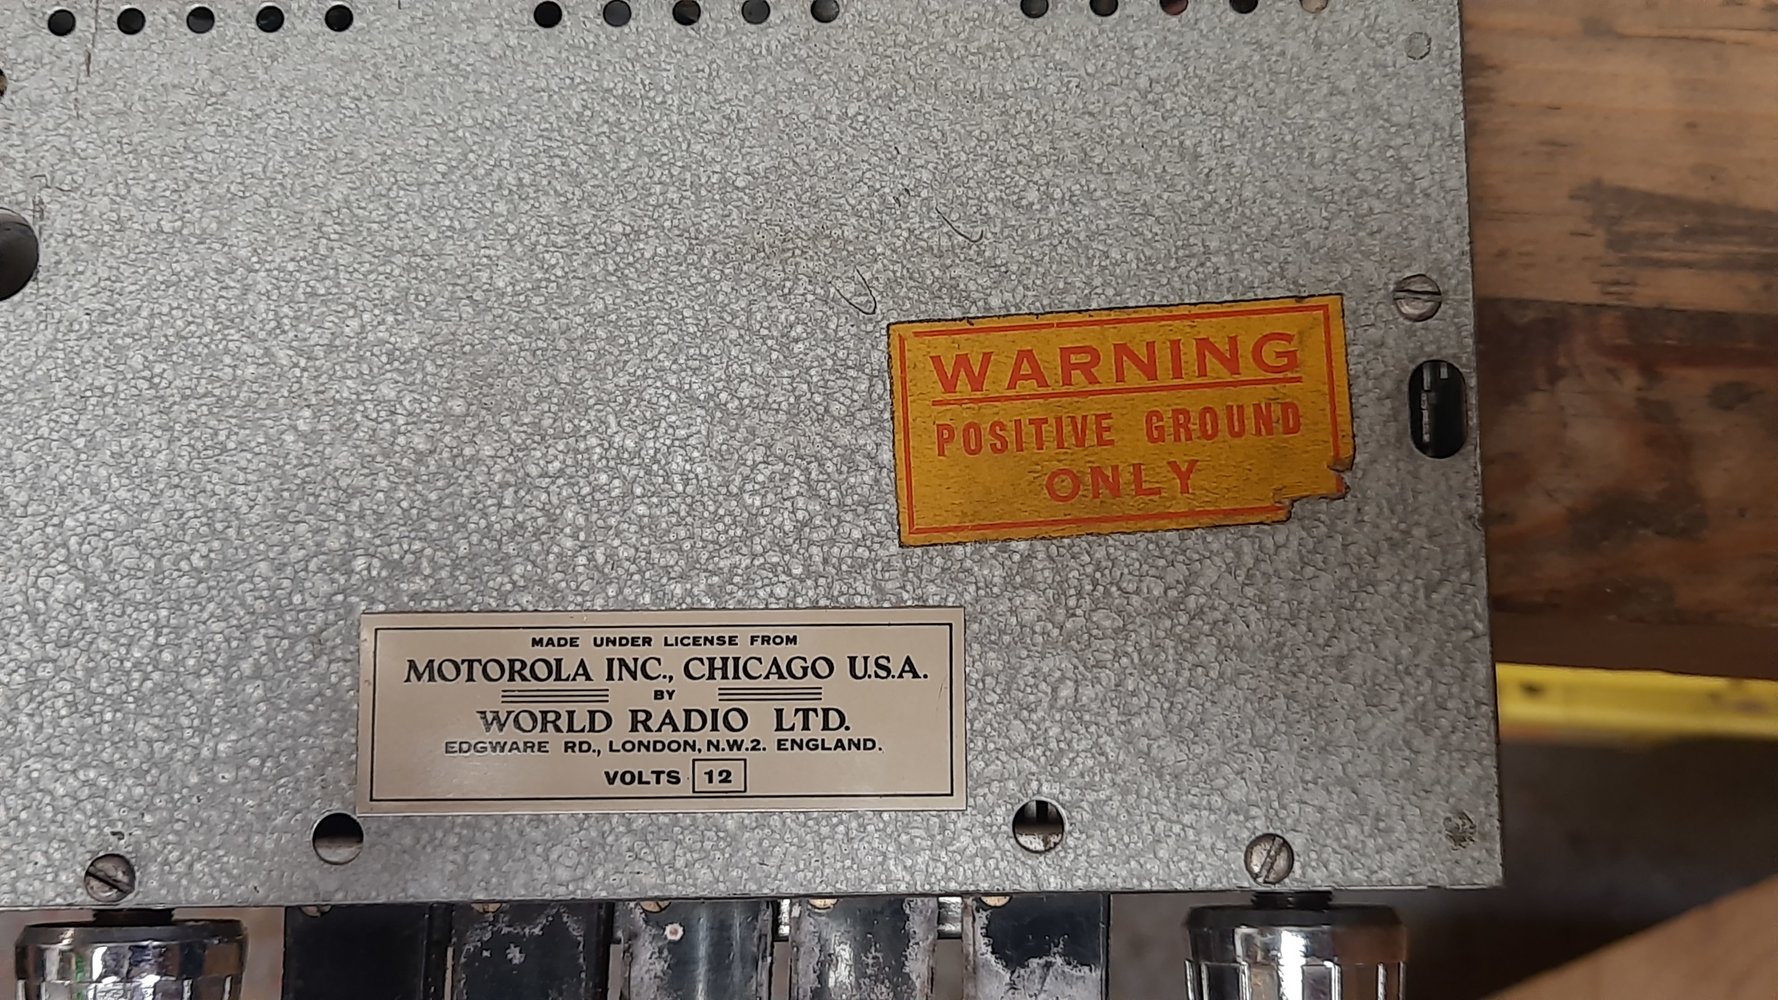 WARNING
POSITIVE GROUND
ONLY
MADE UNDER LICENSE FROM
MOTOROLA INC., CHICAGO U.S.A.
BY
WORLD RADIO LTD.
EDGWARE RD., LONDON, N.W.2. ENGLAND.
VOLTS 12